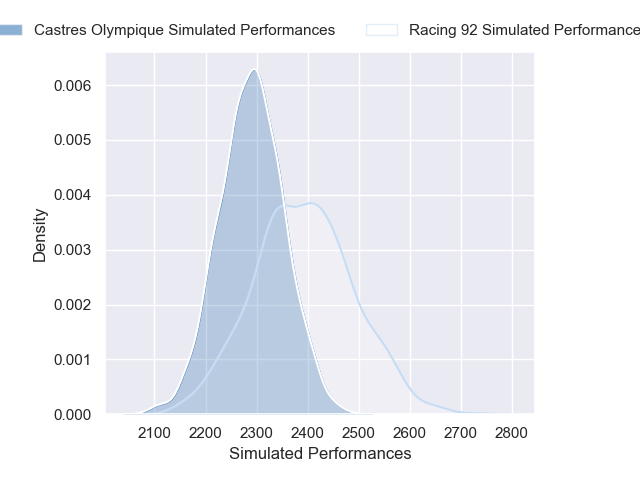 Castres Olympique Simulated Performances
Racing 92 Simulated Performance
0.006
0.005
0.004
0.003
0.002
0.001
0.000
Density
2100 2200 2300 2400 2500 2600 2700 2800
Simulated Performances